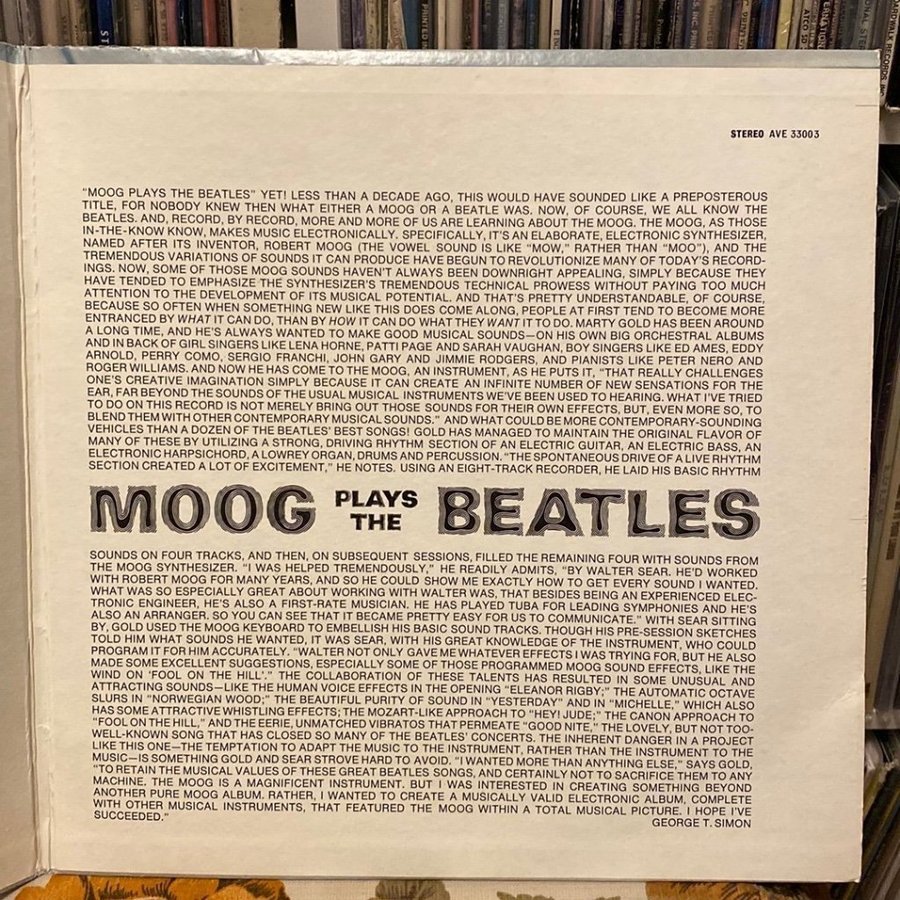 STEREO AVE 33003
"MOOG PLAYS THE BEATLES" YET! LESS THAN A DECADE AGO, THIS WOULD HAVE SOUNDED LIKE A PREPOSTEROUS
TITLE, FOR NOBODY KNEW THEN WHAT EITHER A MOOG OR A BEATLE WAS. NOW, OF COURSE, WE ALL KNOW THE
BEATLES. AND, RECORD, BY RECORD, MORE AND MORE OF US ARE LEARNING ABOUT THE MOOG. THE MOOG, AS THOSE
IN-THE-KNOW KNOW, MAKES MUSIC ELECTRONICALLY. SPECIFICALLY, IT'S AN ELABORATE, ELECTRONIC SYNTHESIZER,
NAMED AFTER ITS INVENTOR, ROBERT MOOG (THE VOWEL SOUND IS LIKE "MOW," RATHER THAN "MOO"), AND THE
TREMENDOUS VARIATIONS OF SOUNDS IT CAN PRODUCE HAVE BEGUN TO REVOLUTIONIZE MANY OF TODAY'S RECORD-
INGS. NOW, SOME OF THOSE MOOG SOUNDS HAVEN'T ALWAYS BEEN DOWNRIGHT APPEALING, SIMPLY BECAUSE THEY
HAVE TENDED TO EMPHASIZE THE SYNTHESIZER'S TREMENDOUS TECHNICAL PROWESS WITHOUT PAYING TOO MUCH
ATTENTION TO THE DEVELOPMENT OF ITS MUSICAL POTENTIAL. AND THAT'S PRETTY UNDERSTANDABLE, OF COURSE,
BECAUSE SO OFTEN WHEN SOMETHING NEW LIKE THIS DOES COME ALONG, PEOPLE AT FIRST TEND TO BECOME MORE
ENTRANCED BY WHAT IT CAN DO, THAN BY HOW IT CAN DO WHAT THEY WANT IT TO DO. MARTY GOLD HAS BEEN AROUND
A LONG TIME, AND HE'S ALWAYS WANTED TO MAKE GOOD MUSICAL SOUNDS—ON HIS OWN BIG ORCHESTRAL ALBUMS
AND IN BACK OF GIRL SINGERS LIKE LENA HORNE, PATTI PAGE AND SARAH VAUGHAN, BOY SINGERS LIKE ED AMES, EDDY
ARNOLD, PERRY COMO, SERGIO FRANCHI, JOHN GARY AND JIMMIE RODGERS, AND PIANISTS LIKE PETER NERO AND
ROGER WILLIAMS. AND NOW HE HAS COME TO THE MOOG, AN INSTRUMENT, AS HE PUTS IT, "THAT REALLY CHALLENGES
ONE'S CREATIVE IMAGINATION SIMPLY BECAUSE IT CAN CREATE AN INFINITE NUMBER OF NEW SENSATIONS FOR THE
EAR, FAR BEYOND THE SOUNDS OF THE USUAL MUSICAL INSTRUMENTS WE'VE BEEN USED TO HEARING. WHAT I'VE TRIED
TO DO ON THIS RECORD IS NOT MERELY BRING OUT THOSE SOUNDS FOR THEIR OWN EFFECTS, BUT, EVEN MORE SO, TO
BLEND THEM WITH OTHER CONTEMPORARY MUSICAL SOUNDS." AND WHAT COULD BE MORE CONTEMPORARY-SOUNDING
VEHICLES THAN A DOZEN OF THE BEATLES' BEST SONGS! GOLD HAS MANAGED TO MAINTAIN THE ORIGINAL FLAVOR OF
MANY OF THESE BY UTILIZING A STRONG, DRIVING RHYTHM SECTION OF AN ELECTRIC GUITAR, AN ELECTRIC BASS, AN
ELECTRONIC HARPSICHORD, A LOWREY ORGAN, DRUMS AND PERCUSSION. "THE SPONTANEOUS DRIVE OF A LIVE RHYTHM
SECTION CREATED A LOT OF EXCITEMENT," HE NOTES. USING AN EIGHT-TRACK RECORDER, HE LAID HIS BASIC RHYTHM
MOOG PLAYS THE BEATLES
SOUNDS ON FOUR TRACKS, AND THEN, ON SUBSEQUENT SESSIONS, FILLED THE REMAINING FOUR WITH SOUNDS FROM
THE MOOG SYNTHESIZER. "I WAS HELPED TREMENDOUSLY," HE READILY ADMITS, "BY WALTER SEAR. HE'D WORKED
WITH ROBERT MOOG FOR MANY YEARS, AND SO HE COULD SHOW ME EXACTLY HOW TO GET EVERY SOUND I WANTED.
WHAT WAS SO ESPECIALLY GREAT ABOUT WORKING WITH WALTER WAS, THAT BESIDES BEING AN EXPERIENCED ELEC-
TRONIC ENGINEER, HE'S ALSO A FIRST-RATE MUSICIAN. HE HAS PLAYED TUBA FOR LEADING SYMPHONIES AND HE'S
ALSO AN ARRANGER. SO YOU CAN SEE THAT IT BECAME PRETTY EASY FOR US TO COMMUNICATE." WITH SEAR SITTING
BY, GOLD USED THE MOOG KEYBOARD TO EMBELLISH HIS BASIC SOUND TRACKS. THOUGH HIS PRE-SESSION SKETCHES
TOLD HIM WHAT SOUNDS HE WANTED, IT WAS SEAR, WITH HIS GREAT KNOWLEDGE OF THE INSTRUMENT, WHO COULD
PROGRAM IT FOR HIM ACCURATELY. "WALTER NOT ONLY GAVE ME WHATEVER EFFECTS I WAS TRYING FOR, BUT HE ALSO
MADE SOME EXCELLENT SUGGESTIONS, ESPECIALLY SOME OF THOSE PROGRAMMED MOOG SOUND EFFECTS, LIKE THE
WIND ON 'FOOL ON THE HILL'." THE COLLABORATION OF THESE TALENTS HAS RESULTED IN SOME UNUSUAL AND
ATTRACTING SOUNDS—LIKE THE HUMAN VOICE EFFECTS IN THE OPENING "ELEANOR RIGBY;" THE AUTOMATIC OCTAVE
SLURS IN "NORWEGIAN WOOD;" THE BEAUTIFUL PURITY OF SOUND IN "YESTERDAY" AND IN "MICHELLE," WHICH ALSO
HAS SOME ATTRACTIVE WHISTLING EFFECTS; THE MOZART-LIKE APPROACH TO "HEY! JUDE;" THE CANON APPROACH TO
"FOOL ON THE HILL," AND THE EERIE, UNMATCHED VIBRATOS THAT PERMEATE "GOOD NITE," THE LOVELY, BUT NOT TOO-
WELL-KNOWN SONG THAT HAS CLOSED SO MANY OF THE BEATLES' CONCERTS. THE INHERENT DANGER IN A PROJECT
LIKE THIS ONE—THE TEMPTATION TO ADAPT THE MUSIC TO THE INSTRUMENT, RATHER THAN THE INSTRUMENT TO THE
MUSIC—IS SOMETHING GOLD AND SEAR STROVE HARD TO AVOID. "I WANTED MORE THAN ANYTHING ELSE," SAYS GOLD,
"TO RETAIN THE MUSICAL VALUES OF THESE GREAT BEATLES SONGS, AND CERTAINLY NOT TO SACRIFICE THEM TO ANY
MACHINE. THE MOOG IS A MAGNIFICENT INSTRUMENT. BUT I WAS INTERESTED IN CREATING SOMETHING BEYOND
ANOTHER PURE MOOG ALBUM. RATHER, I WANTED TO CREATE A MUSICALLY VALID ELECTRONIC ALBUM, COMPLETE
WITH OTHER MUSICAL INSTRUMENTS, THAT FEATURED THE MOOG WITHIN A TOTAL MUSICAL PICTURE. I HOPE I'VE
SUCCEEDED."
GEORGE T. SIMON